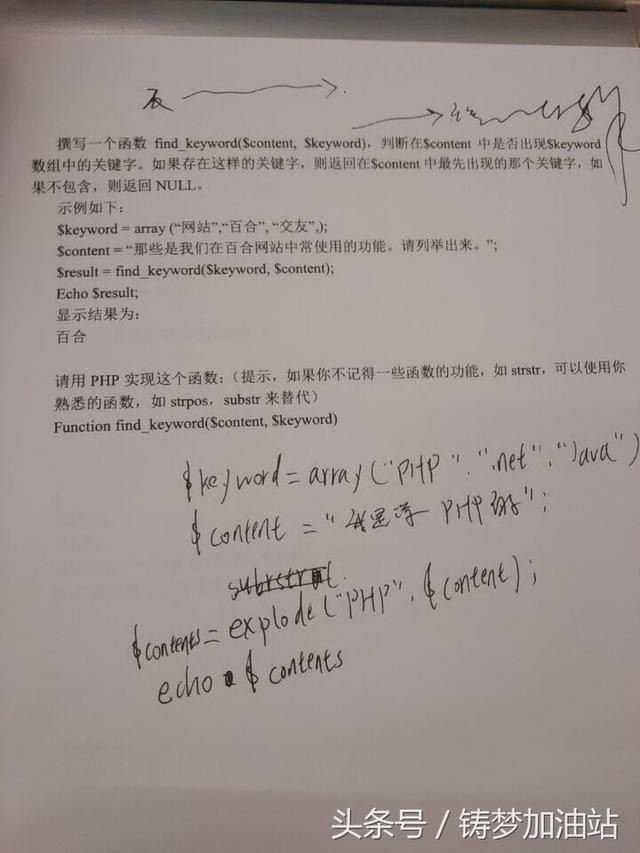 撰写一个函数 find_keyword($content, $keyword)，判断在$content 中是否出现$keyword
数组中的关键字。如果存在这样的关键字，则返回在$content 中最先出现的那个关键字，如
果不包含，则返回 NULL。
示例如下：
$keyword = array (“网站”,“百合”, “交友”,);
$content = “那些是我们在百合网站中常使用的功能。请列举出来。”;
$result = find_keyword($keyword, $content);
Echo $result;
显示结果为：
百合
请用 PHP 实现这个函数：（提示，如果你不记得一些函数的功能，如 strstr，可以使用你
熟悉的函数，如 strpos，substr 来替代）
Function find_keyword($content, $keyword)
$keyword = array ("PHP", ".net", "Java")
$content = "我是 PHP";
$contents = explode("PHP", $content);
echo $contents
头条号 / 铸梦加油站